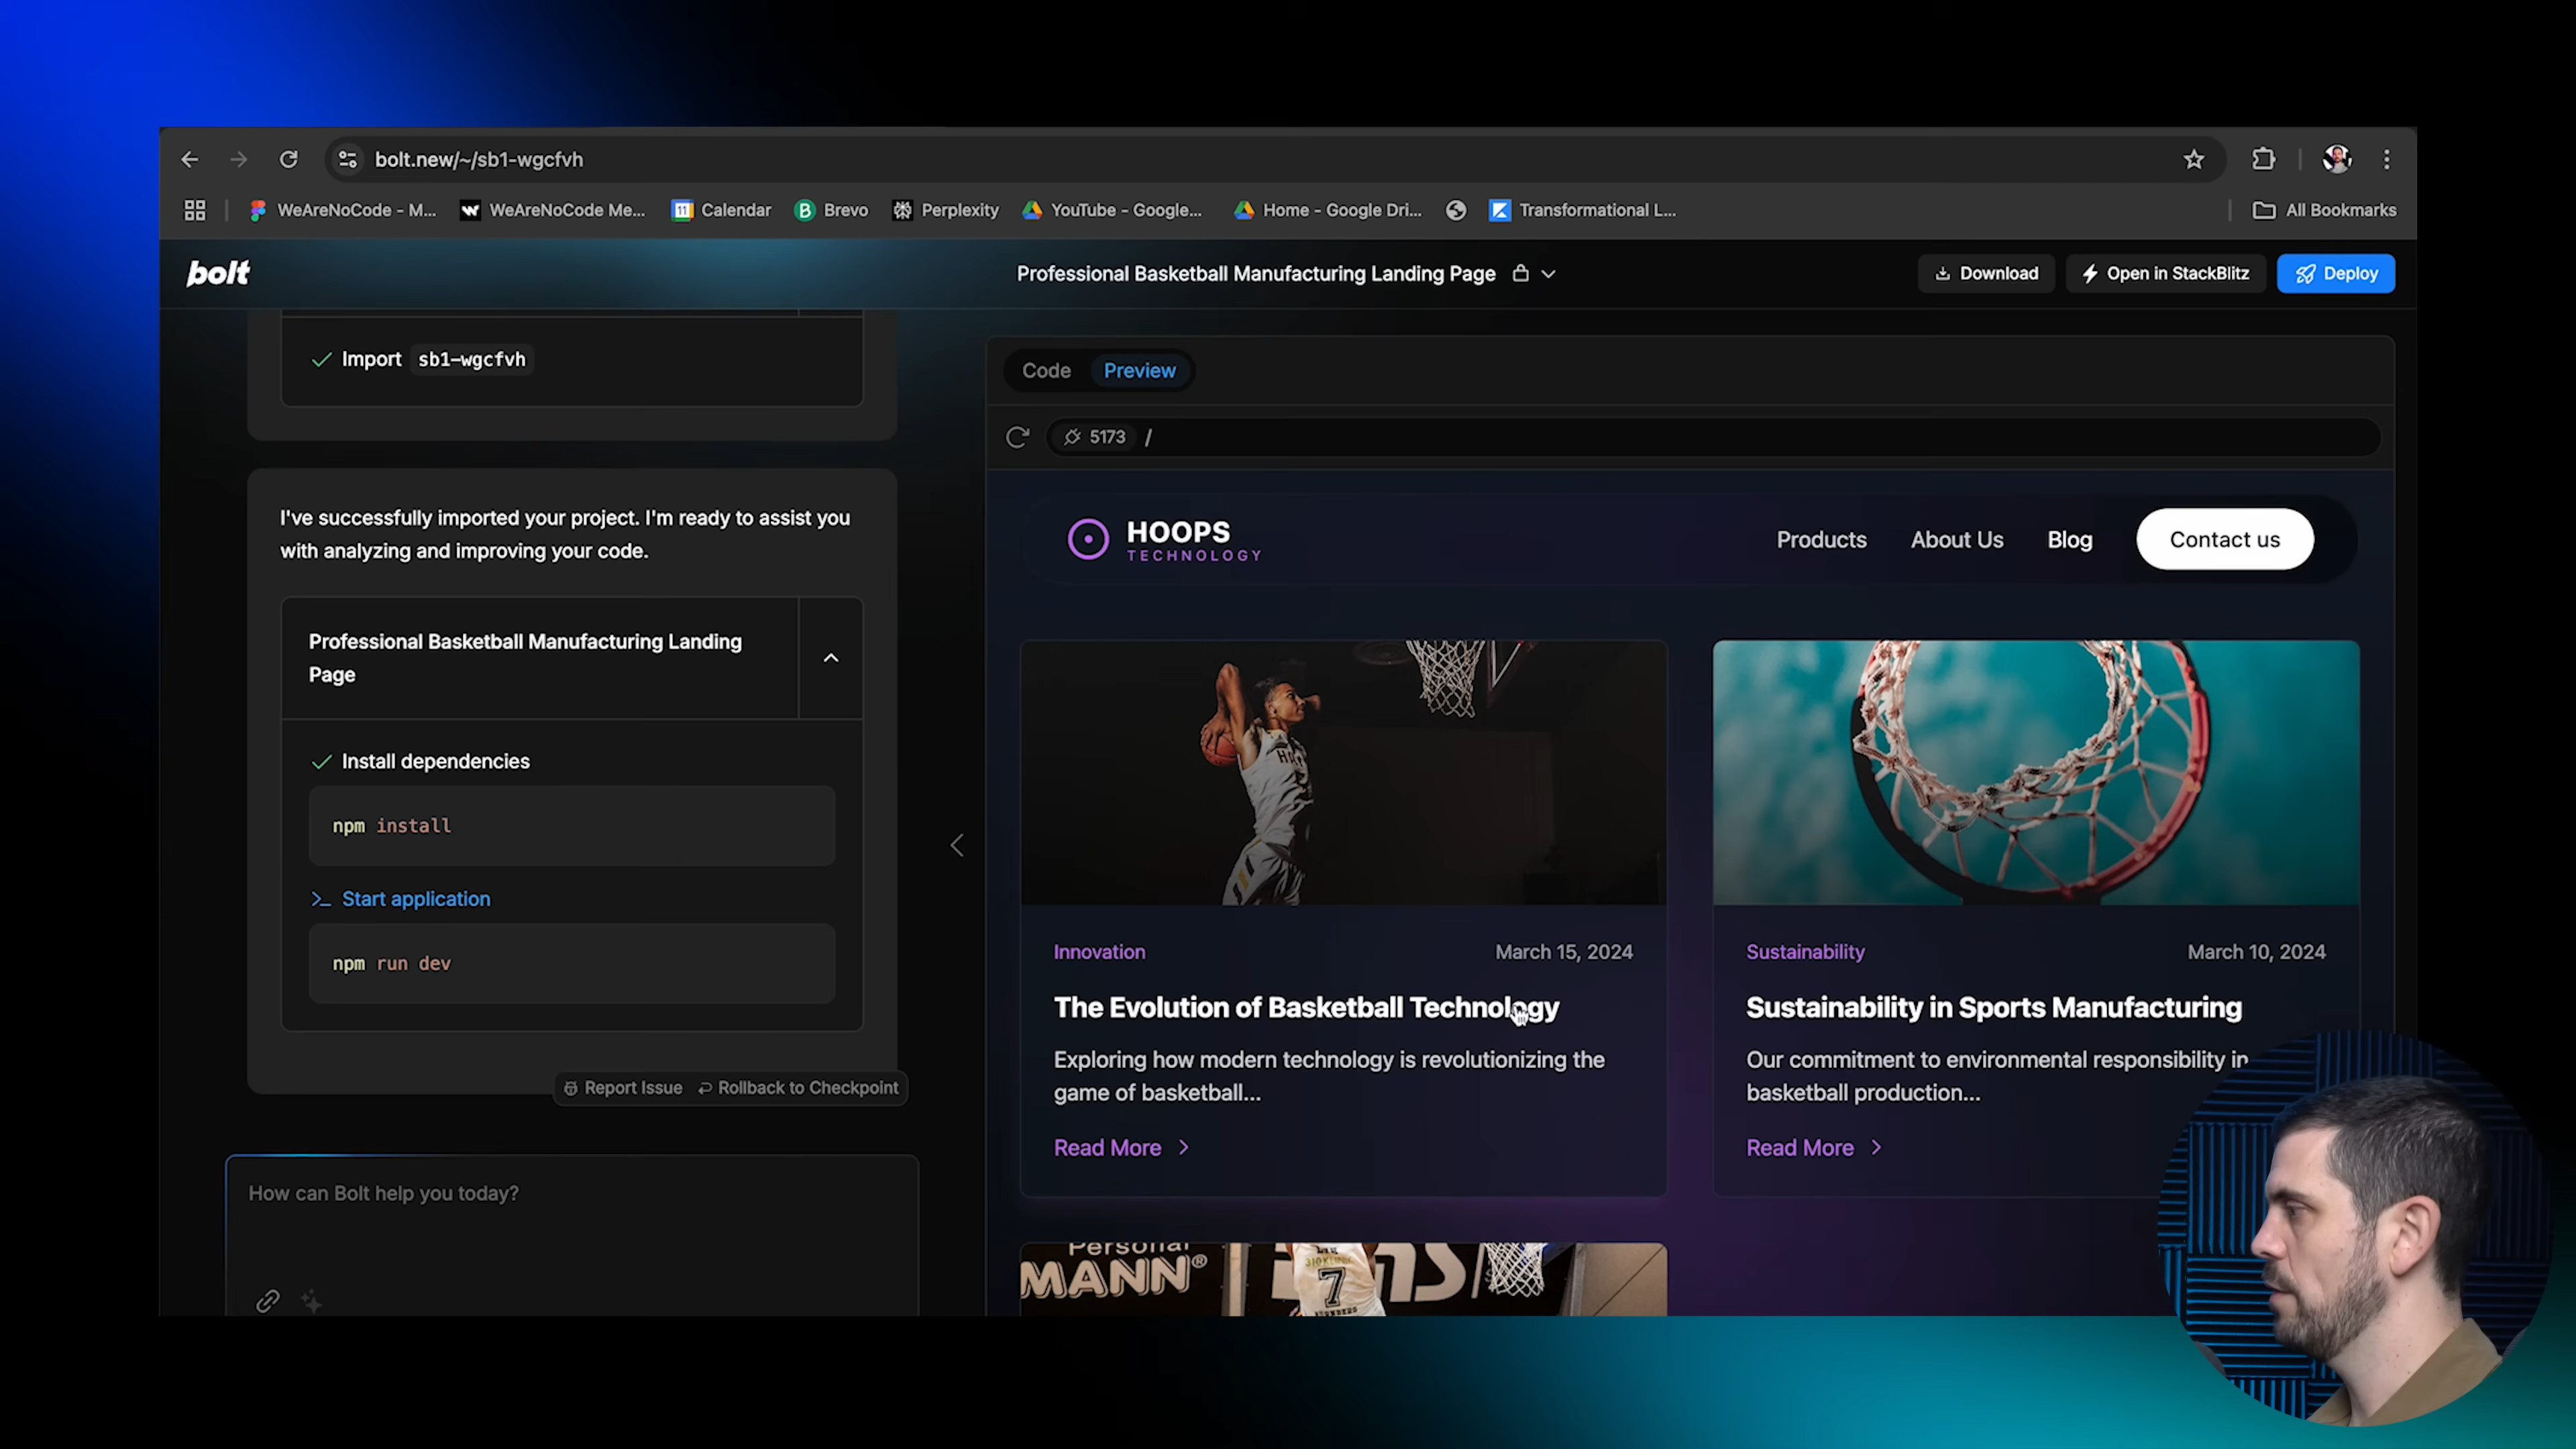 bolt.new/~/sb1-wgcfvh
WeAreNoCode - M...
WeAreNoCode Me...
11
Calendar
B
Brevo
Perplexity
YouTube - Google...
Home - Google Dri...
Transformational L...
All Bookmarks
bolt
Professional Basketball Manufacturing Landing Page
Download
Open in StackBlitz
Deploy
Import sb1-wgcfvh
I've successfully imported your project. I'm ready to assist you
with analyzing and improving your code.
Professional Basketball Manufacturing Landing
Page
Install dependencies
npm install
>_ Start application
npm run dev
Report Issue
Rollback to Checkpoint
How can Bolt help you today?
Code
Preview
5173 /
HOOPS
TECHNOLOGY
Products
About Us
Blog
Contact us
Innovation
March 15, 2024
The Evolution of Basketball Technology
Exploring how modern technology is revolutionizing the
game of basketball...
Read More
Sustainability
March 10, 2024
Sustainability in Sports Manufacturing
Our commitment to environmental responsibility in
basketball production...
Read More
Personal
MANN®
7